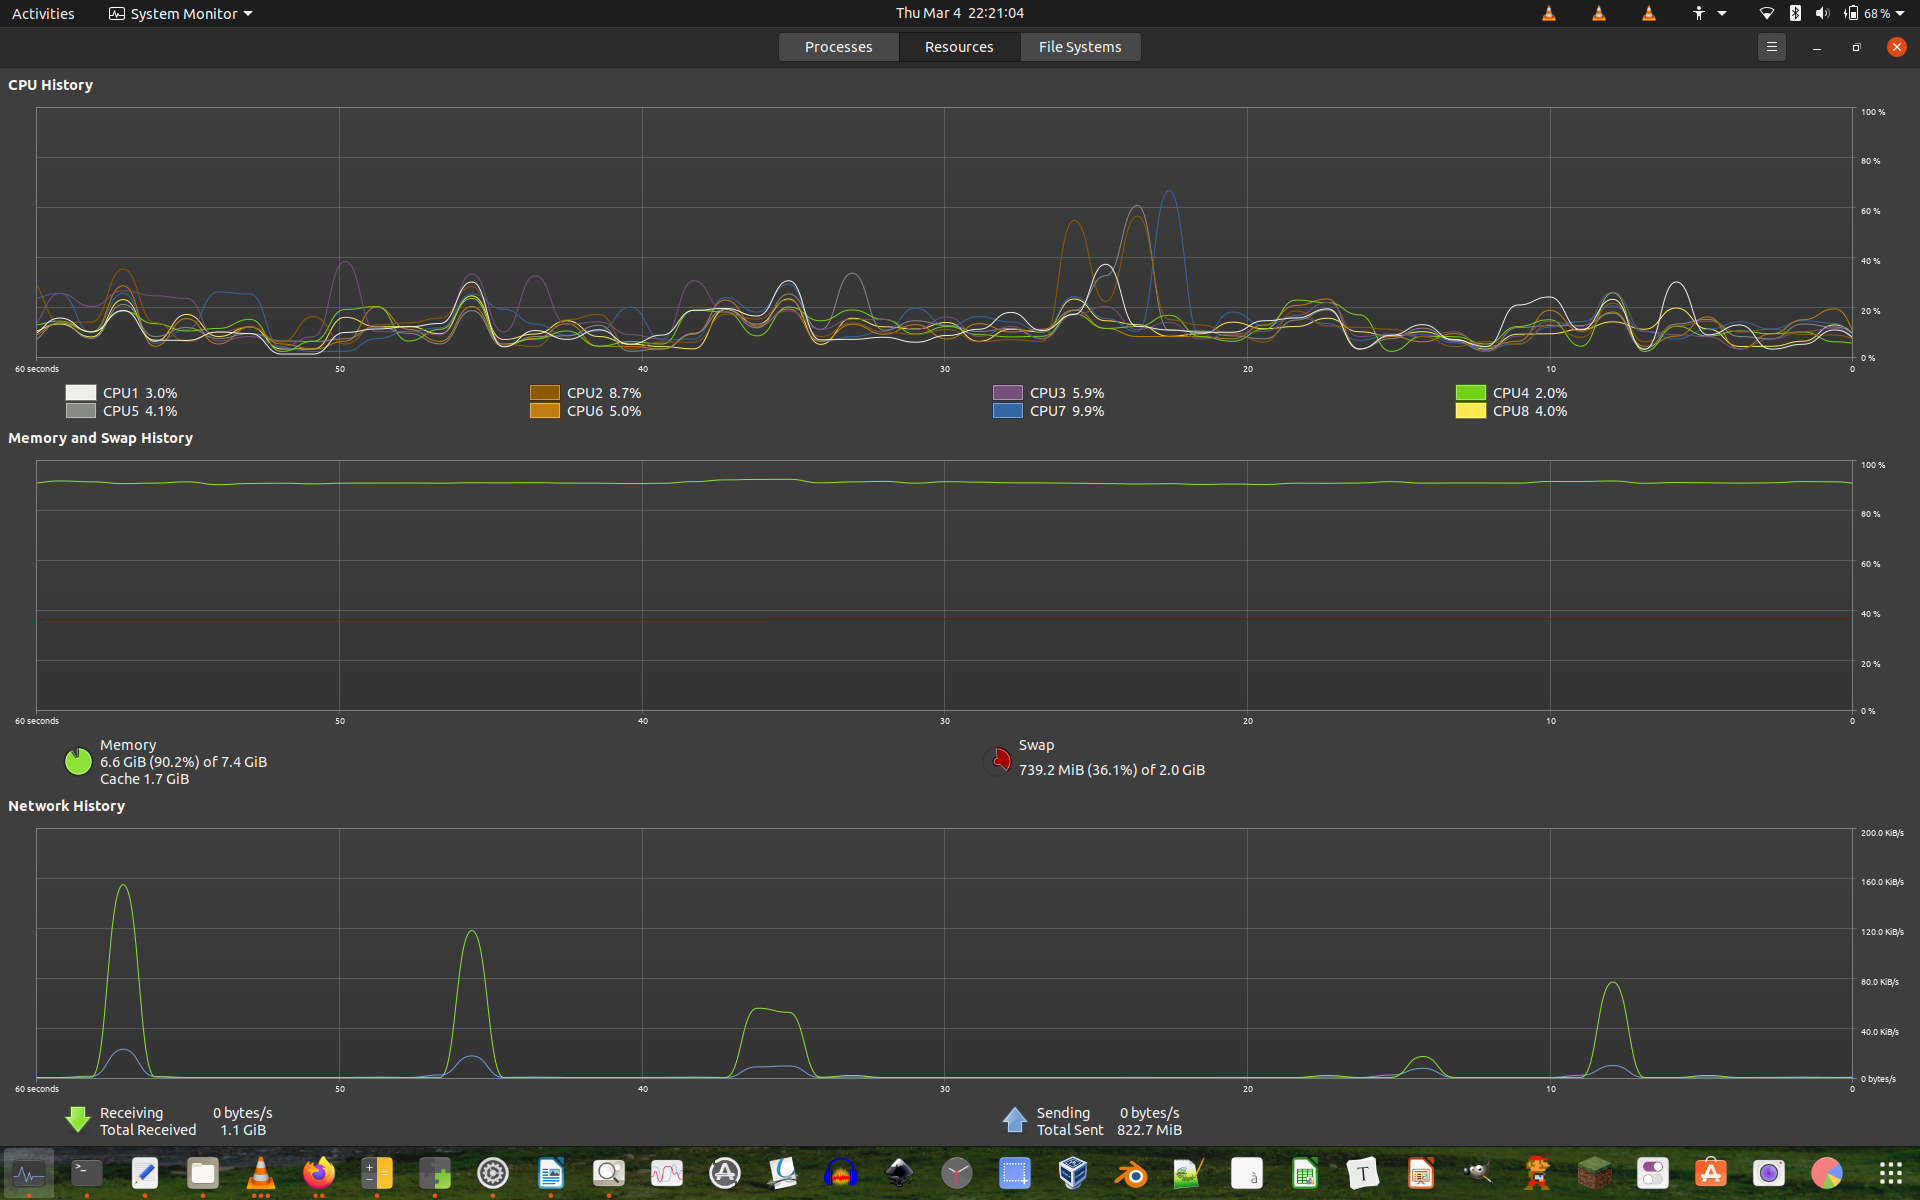 Activities System Monitor Thu Mar 4 22:21:04 68 %
Processes Resources File Systems
CPU History
100 %
80 %
60 %
40 %
20 %
0 %
60 seconds 50 40 30 20 10 0
CPU1 3.0% CPU2 8.7% CPU3 5.9% CPU4 2.0%
CPU5 4.1% CPU6 5.0% CPU7 9.9% CPU8 4.0%
Memory and Swap History
100 %
80 %
60 %
40 %
20 %
0 %
60 seconds 50 40 30 20 10 0
Memory
6.6 GiB (90.2%) of 7.4 GiB
Cache 1.7 GiB
Swap
739.2 MiB (36.1%) of 2.0 GiB
Network History
200.0 KiB/s
160.0 KiB/s
120.0 KiB/s
80.0 KiB/s
40.0 KiB/s
0 bytes/s
60 seconds 50 40 30 20 10 0
Receiving 0 bytes/s
Total Received 1.1 GiB
Sending 0 bytes/s
Total Sent 822.7 MiB